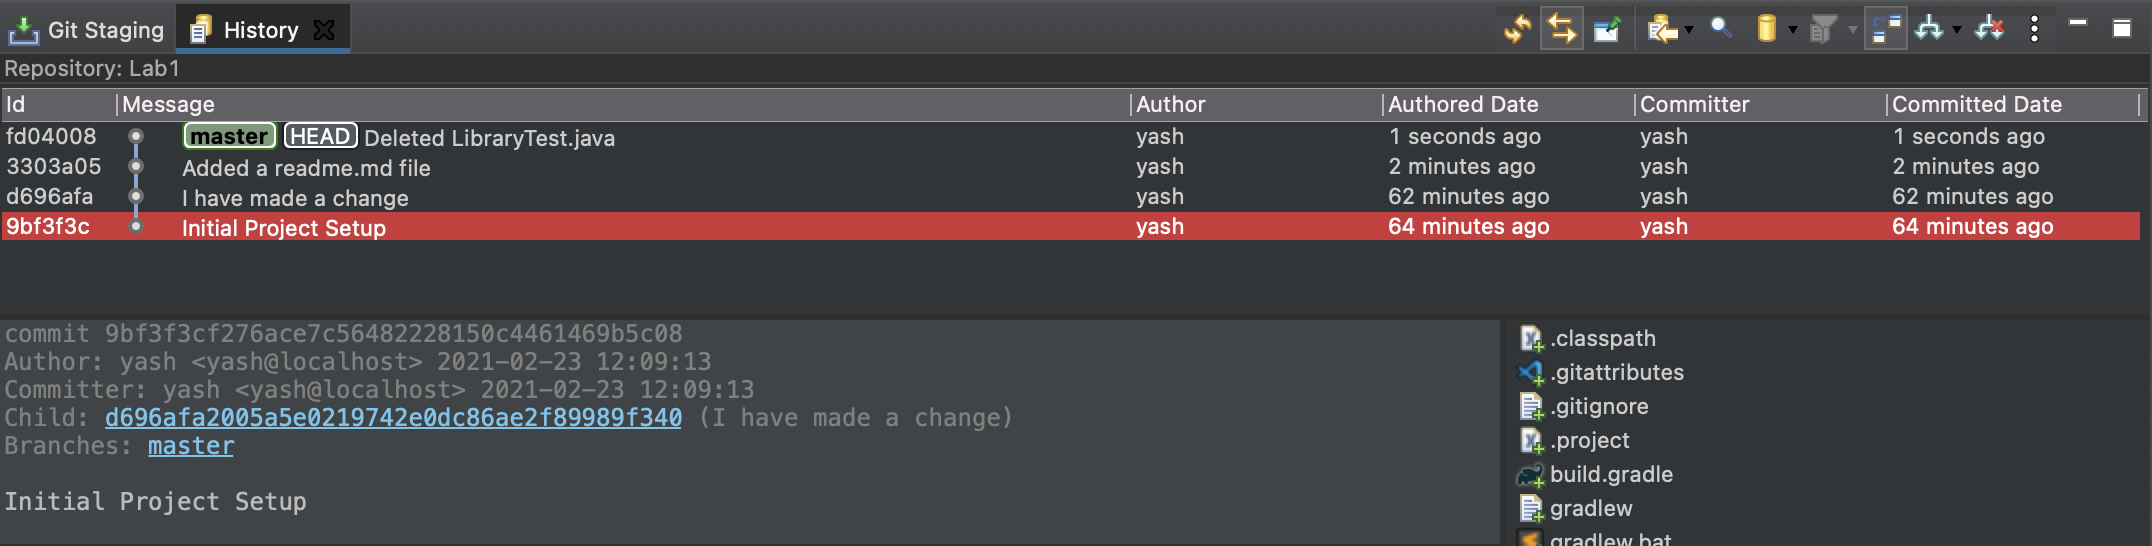 Git Staging History
Repository: Lab1
Id Message Author Authored Date Committer Committed Date
fd04008 master HEAD Deleted LibraryTest.java yash 1 seconds ago yash 1 seconds ago
3303a05 Added a readme.md file yash 2 minutes ago yash 2 minutes ago
d696afa I have made a change yash 62 minutes ago yash 62 minutes ago
9bf3f3c Initial Project Setup yash 64 minutes ago yash 64 minutes ago
commit 9bf3f3cf276ace7c56482228150c4461469b5c08
Author: yash <yash@localhost> 2021-02-23 12:09:13
Committer: yash <yash@localhost> 2021-02-23 12:09:13
Child: d696afa2005a5e0219742e0dc86ae2f89989f340 (I have made a change)
Branches: master
Initial Project Setup
.classpath
.gitattributes
.gitignore
.project
build.gradle
gradlew
gradlew.bat